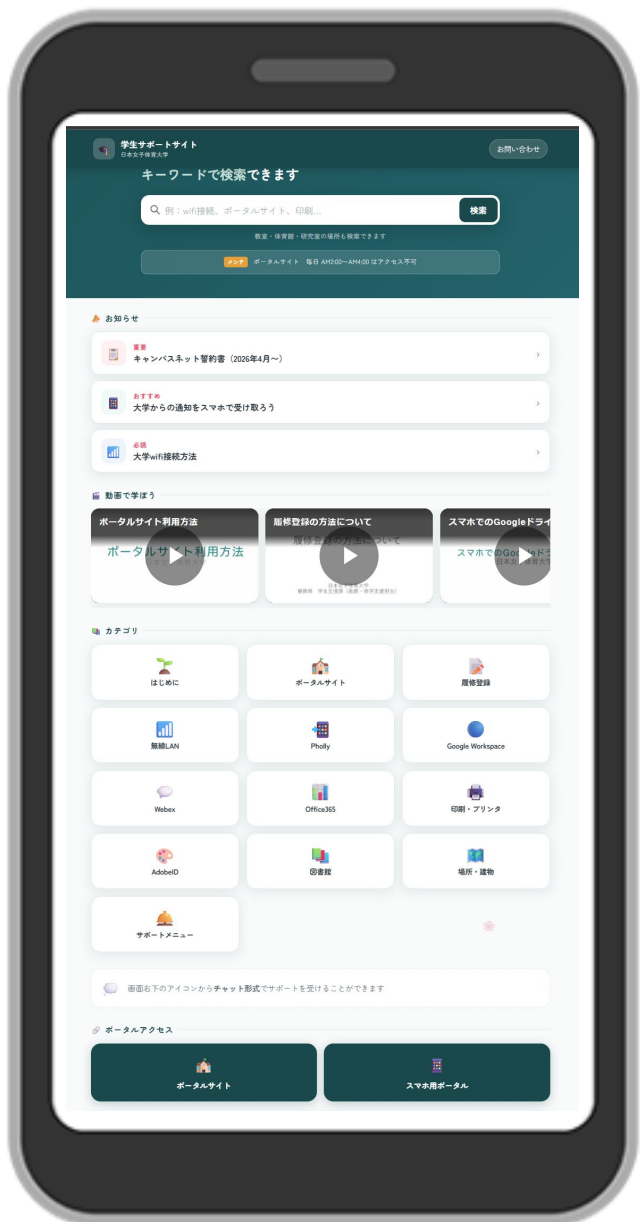 学生サポートサイト
日本女子体育大学
お問い合わせ
キーワードで検索できます
例：wifi接続、ポータルサイト、印刷...
検索
教室・体育館・研究室の場所も検索できます
メンテ ポータルサイト 毎日 AM2:00〜AM4:00 はアクセス不可
お知らせ
重要
キャンパスネット誓約書（2026年4月〜）
おすすめ
大学からの通知をスマホで受け取ろう
必読
大学wifi接続方法
動画で学ぼう
ポータルサイト利用方法
ポータルサイト利用方法
履修登録の方法について
履修登録の方法について
日本女子体育大学
スマホでのGoogleドライ
スマホでのGoogleドラ
はじめに
カテゴリ
ポータルサイト
履修登録
無線LAN
Pholly
Google Workspace
Webex
Office365
印刷・プリンタ
AdobeID
図書館
場所・建物
サポートメニュー
画面右下のアイコンからチャット形式でサポートを受けることができます
ポータルアクセス
ポータルサイト
スマホ用ポータル